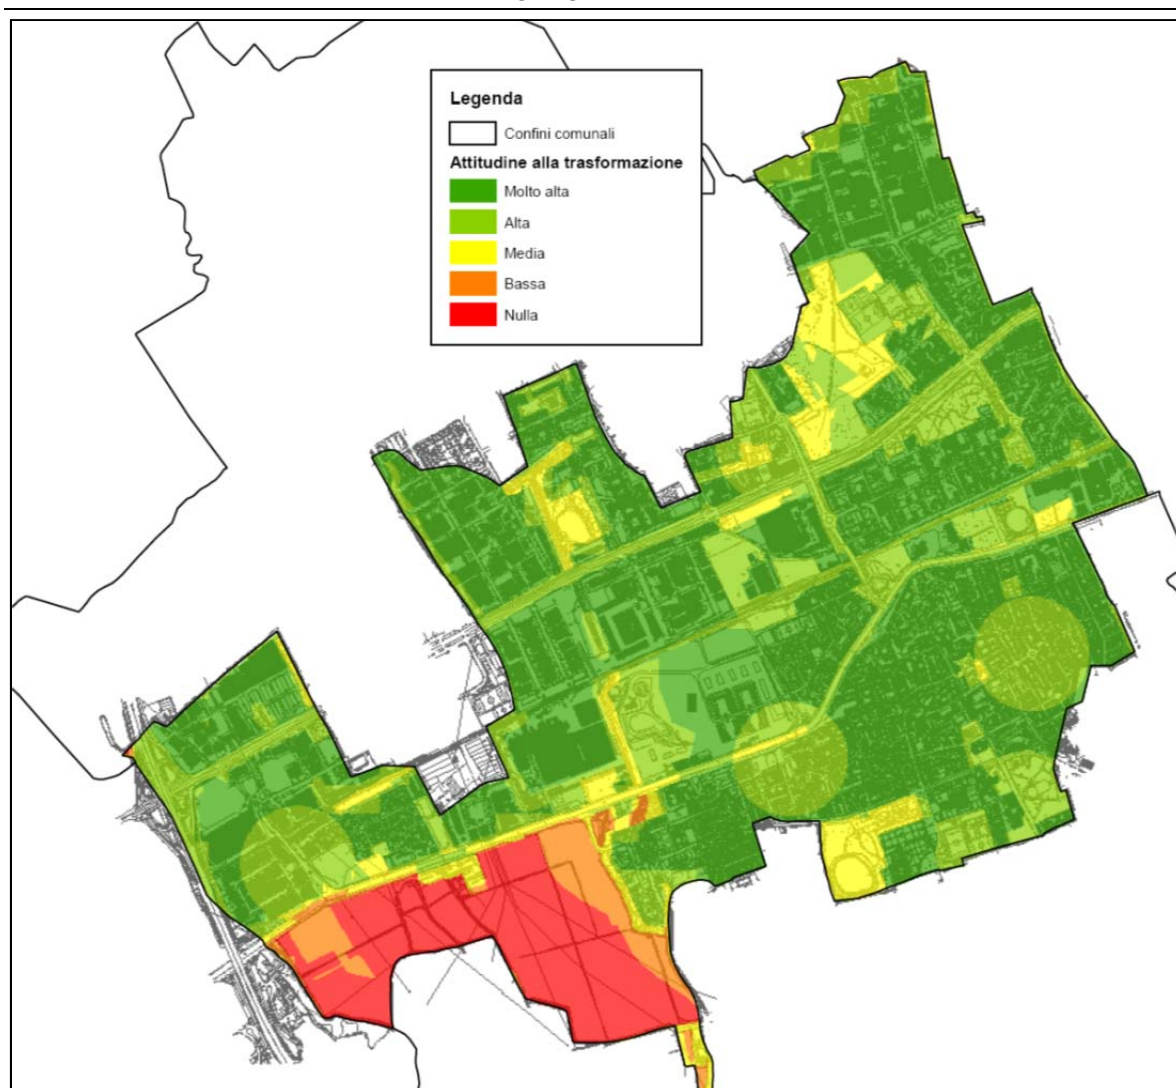 Legenda
Confini comunali
Attitudine alla trasformazione
Molto alta
Alta
Media
Bassa
Nulla